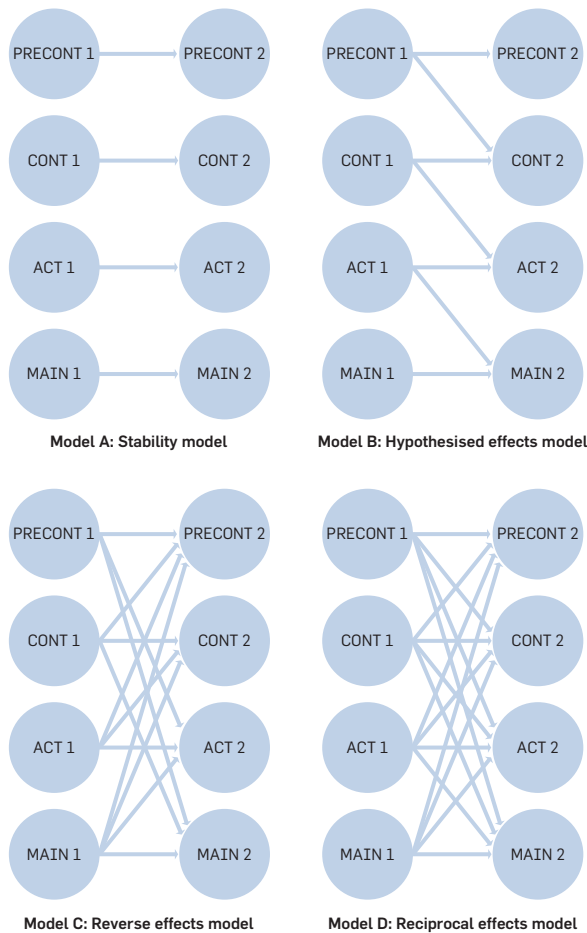 PRECONT 1 PRECONT 2
CONT 1 CONT 2
ACT 1 ACT 2
MAIN 1 MAIN 2
Model A: Stability model
PRECONT 1 PRECONT 2
CONT 1 CONT 2
ACT 1 ACT 2
MAIN 1 MAIN 2
Model B: Hypothesised effects model
PRECONT 1 PRECONT 2
CONT 1 CONT 2
ACT 1 ACT 2
MAIN 1 MAIN 2
Model C: Reverse effects model
PRECONT 1 PRECONT 2
CONT 1 CONT 2
ACT 1 ACT 2
MAIN 1 MAIN 2
Model D: Reciprocal effects model